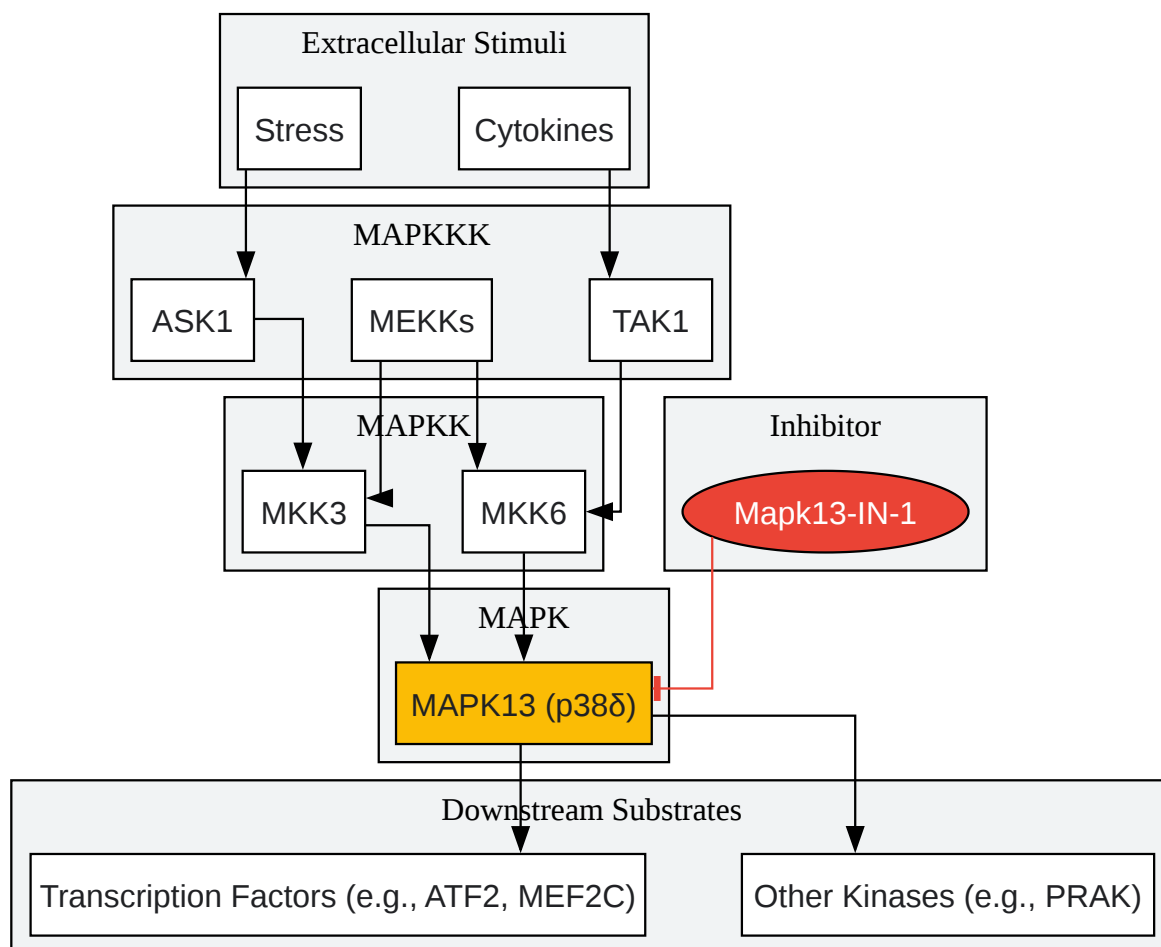 Extracellular Stimuli
Stress
Cytokines
MAPKKK
ASK1
MEKKs
TAK1
MAPKK
Inhibitor
MKK3
MKK6
Mapk13-IN-1
MAPK
MAPK13 (p38δ)
Downstream Substrates
Transcription Factors (e.g., ATF2, MEF2C)
Other Kinases (e.g., PRAK)